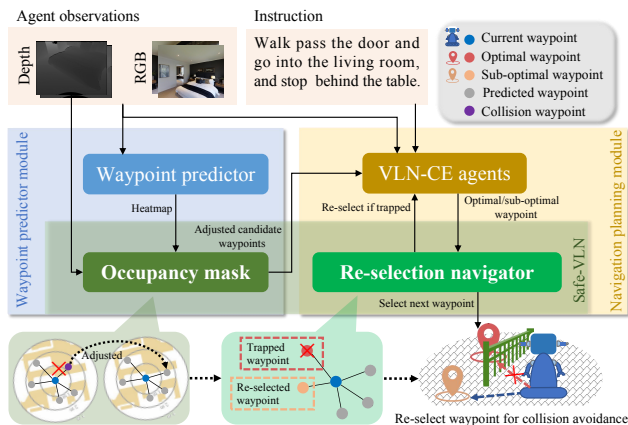 Agent observations
Instruction
Depth
RGB
Walk pass the door and
go into the living room,
and stop behind the table.
Current waypoint
Optimal waypoint
Sub-optimal waypoint
Predicted waypoint
Collision waypoint
Waypoint predictor module
Waypoint predictor
VLN-CE agents
Navigation planning module
Heatmap
Adjusted candidate
waypoints
Re-select if trapped
Optimal/sub-optimal
waypoint
Occupancy mask
Re-selection navigator
Safe-VLN
Select next waypoint
Adjusted
Trapped
waypoint
Re-selected
waypoint
Re-select waypoint for collision avoidance